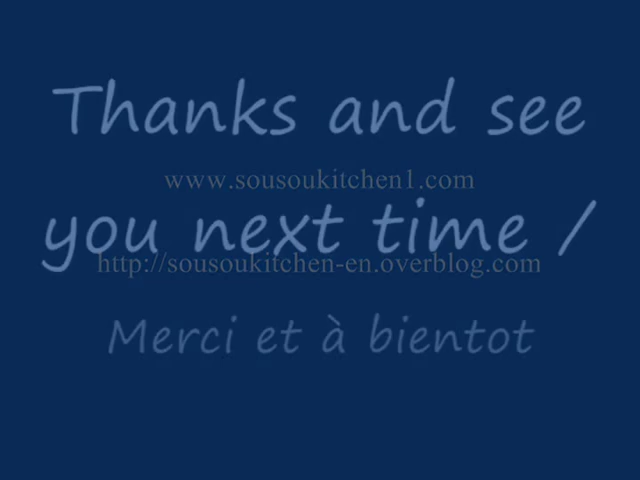 Thanks and see
www.sousoukitchen1.com
you next time /
http://sousoukitchen-en.overblog.com
Merci et à bientot